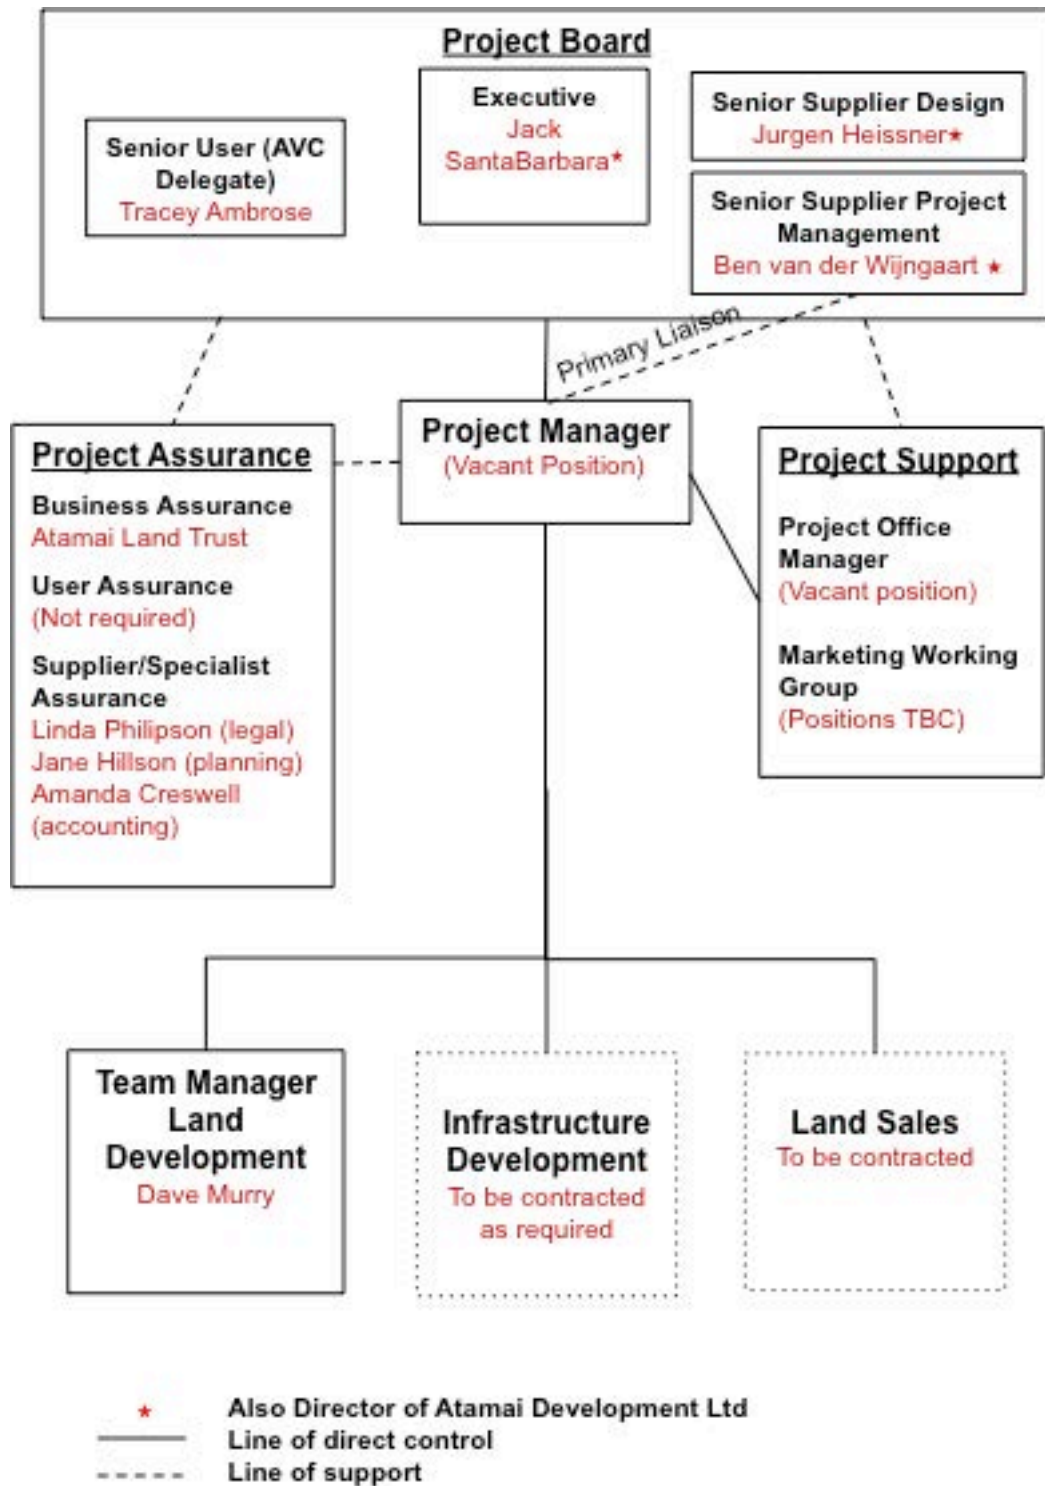 Project Board
Senior User (AVC
Delegate)
Tracey Ambrose
Executive
Jack
SantaBarbara★
Senior Supplier Design
Jurgen Heissner★
Senior Supplier Project
Management
Ben van der Wijngaart ★
Primary Liaison
Project Assurance
Business Assurance
Atamai Land Trust
User Assurance
(Not required)
Supplier/Specialist
Assurance
Linda Philipson (legal)
Jane Hillson (planning)
Amanda Creswell
(accounting)
Project Manager
(Vacant Position)
Project Support
Project Office
Manager
(Vacant position)
Marketing Working
Group
(Positions TBC)
Team Manager
Land
Development
Dave Murry
Infrastructure
Development
To be contracted
as required
Land Sales
To be contracted
★ Also Director of Atamai Development Ltd
Line of direct control
Line of support